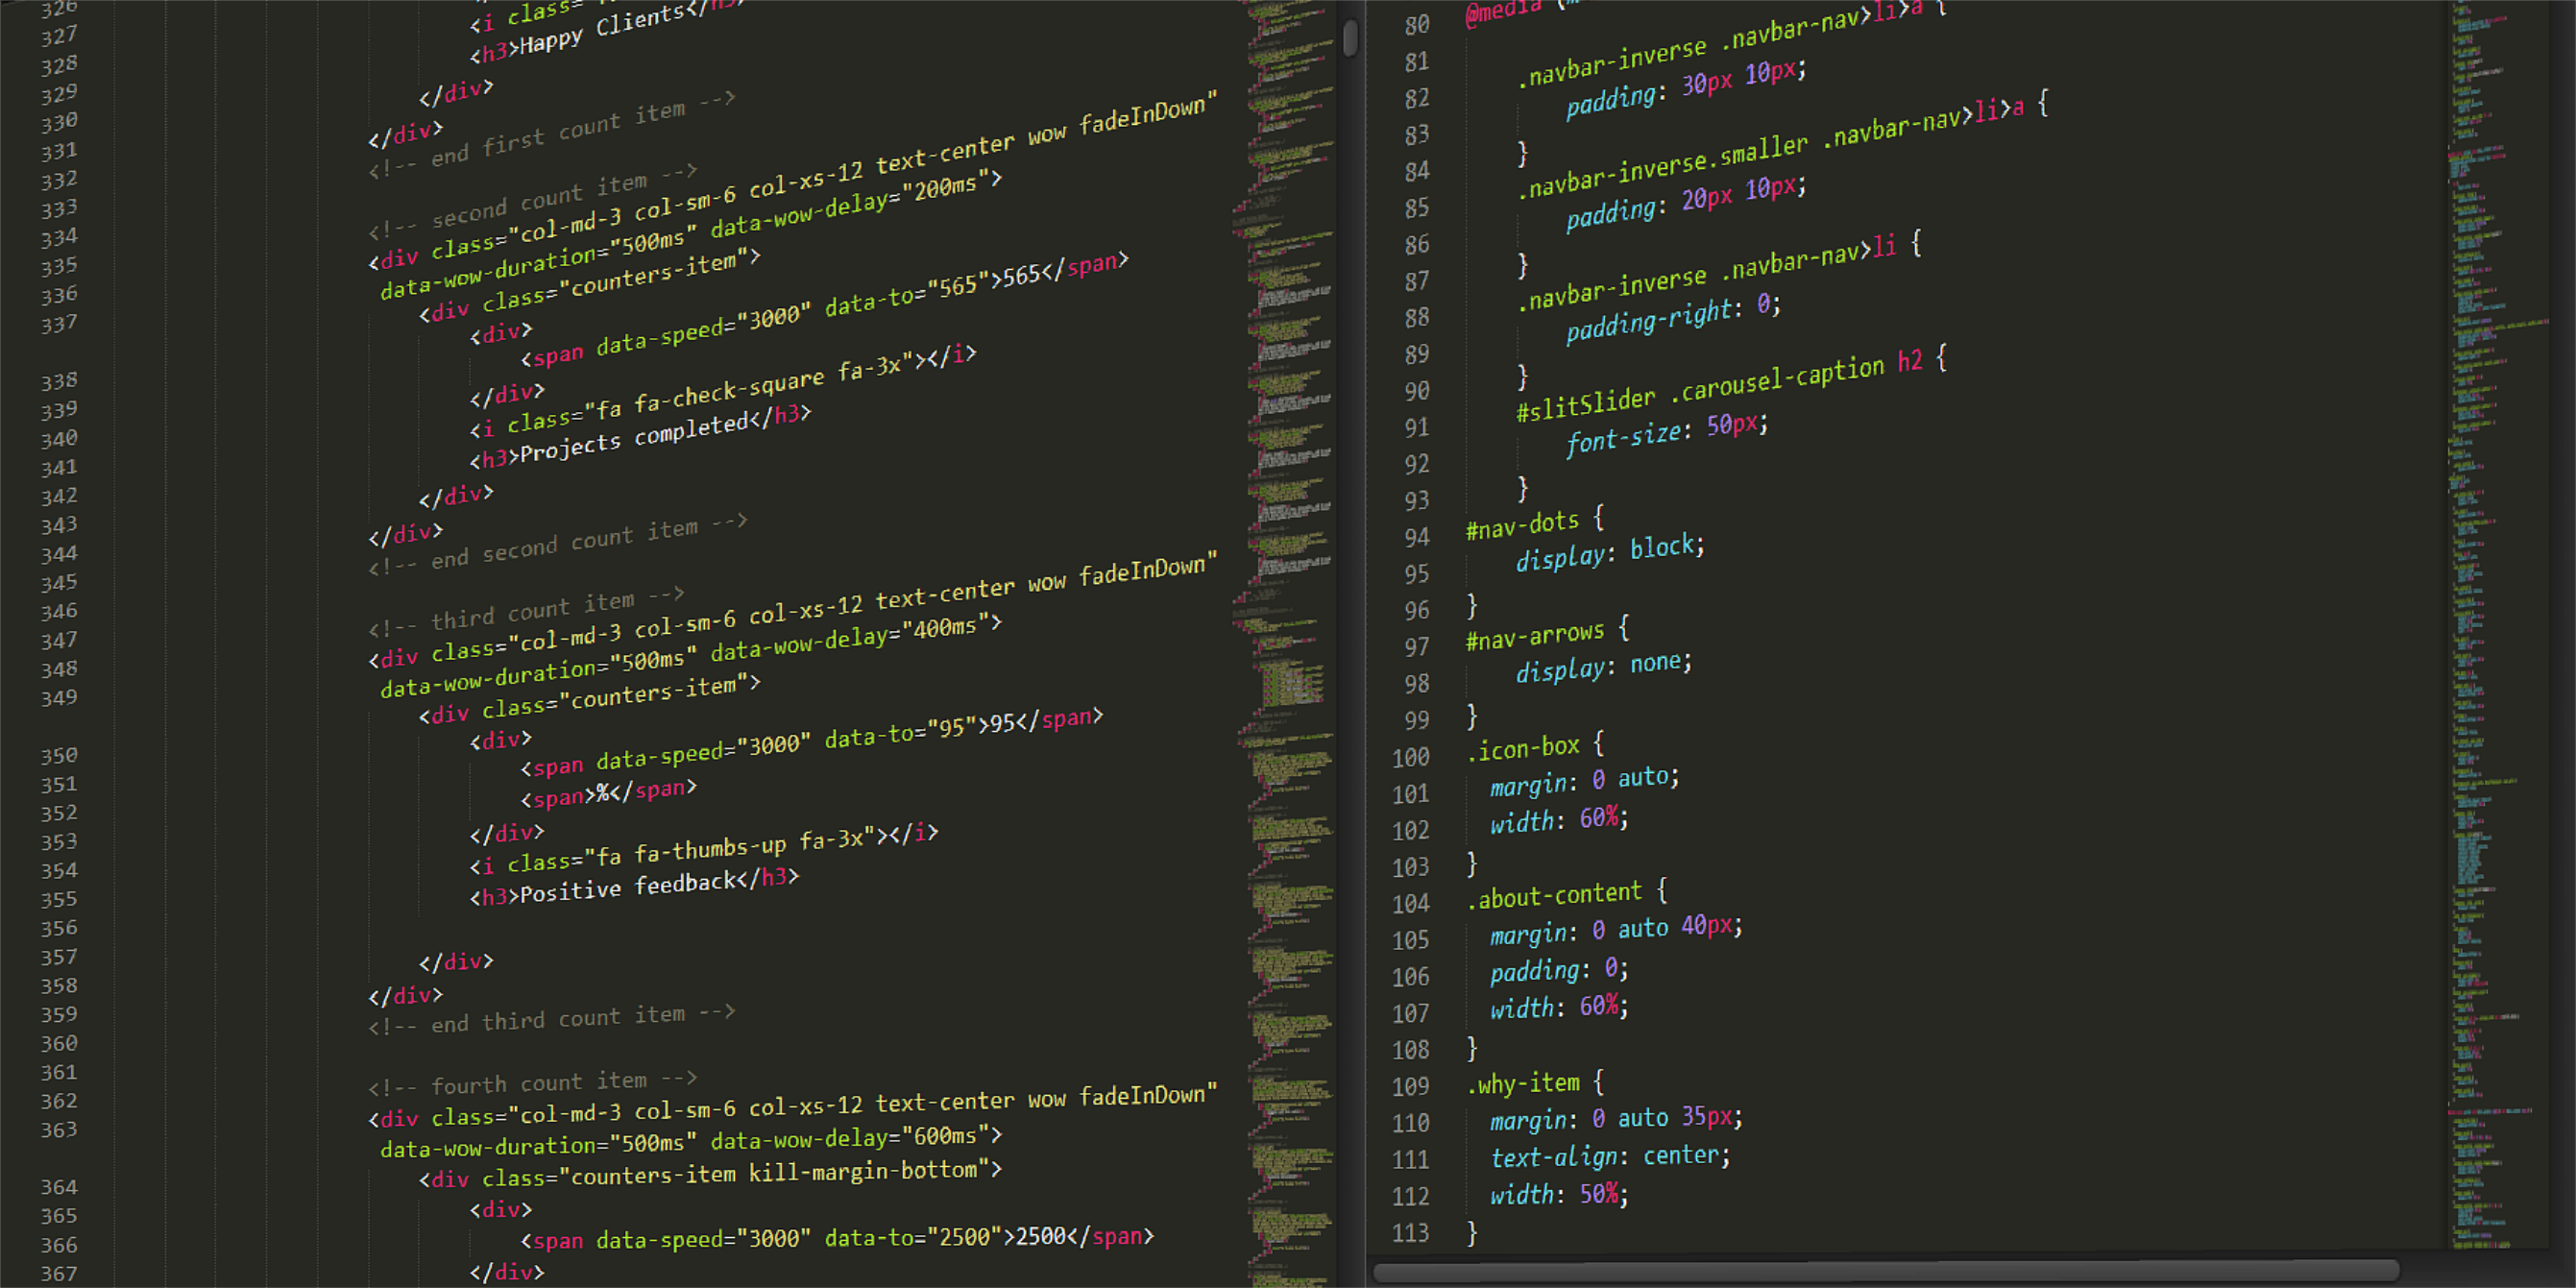 326
327
328
329
330
331
332
333
334
335
336
337
338
339
340
341
342
343
344
345
346
347
348
349
350
351
352
353
354
355
356
357
358
359
360
361
362
363
364
365
366
367
<i class=
<h3>Happy Clients</h3>
</div>
</div>
<!-- end first count item -->
<!-- second count item -->
<div class="col-md-3 col-sm-6 col-xs-12 text-center wow fadeInDown"
data-wow-duration="500ms" data-wow-delay="200ms">
<div class="counters-item">
<div>
<span data-speed="3000" data-to="565">565</span>
</div>
<i class="fa fa-check-square fa-3x"></i>
<h3>Projects completed</h3>
</div>
</div>
<!-- end second count item -->
<!-- third count item -->
<div class="col-md-3 col-sm-6 col-xs-12 text-center wow fadeInDown"
data-wow-duration="500ms" data-wow-delay="400ms">
<div class="counters-item">
<div>
<span data-speed="3000" data-to="95">95</span>
<span>%</span>
</div>
<i class="fa fa-thumbs-up fa-3x"></i>
<h3>Positive feedback</h3>
</div>
</div>
<!-- end third count item -->
<!-- fourth count item -->
<div class="col-md-3 col-sm-6 col-xs-12 text-center wow fadeInDown"
data-wow-duration="500ms" data-wow-delay="600ms">
<div class="counters-item kill-margin-bottom">
<div>
<span data-speed="3000" data-to="2500">2500</span>
</div>
80
81
82
83
84
85
86
87
88
89
90
91
92
93
94
95
96
97
98
99
100
101
102
103
104
105
106
107
108
109
110
111
112
113
@media
.navbar-inverse .navbar-nav>li>a {
padding: 30px 10px;
}
.navbar-inverse.smaller .navbar-nav>li>a {
padding: 20px 10px;
}
.navbar-inverse .navbar-nav>li {
padding-right: 0;
}
#slitSlider .carousel-caption h2 {
font-size: 50px;
}
#nav-dots {
display: block;
}
#nav-arrows {
display: none;
}
.icon-box {
margin: 0 auto;
width: 60%;
}
.about-content {
margin: 0 auto 40px;
padding: 0;
width: 60%;
}
.why-item {
margin: 0 auto 35px;
text-align: center;
width: 50%;
}